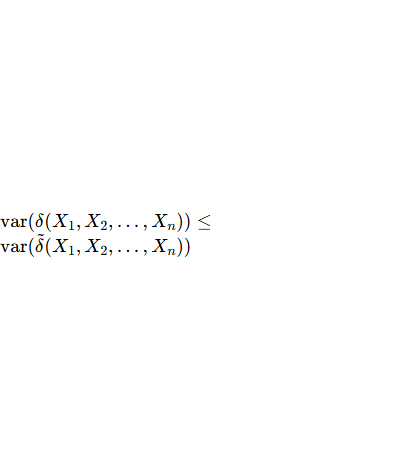 var(δ(X₁, X₂, …, Xₙ)) ≤
var(δ̃(X₁, X₂, …, Xₙ))